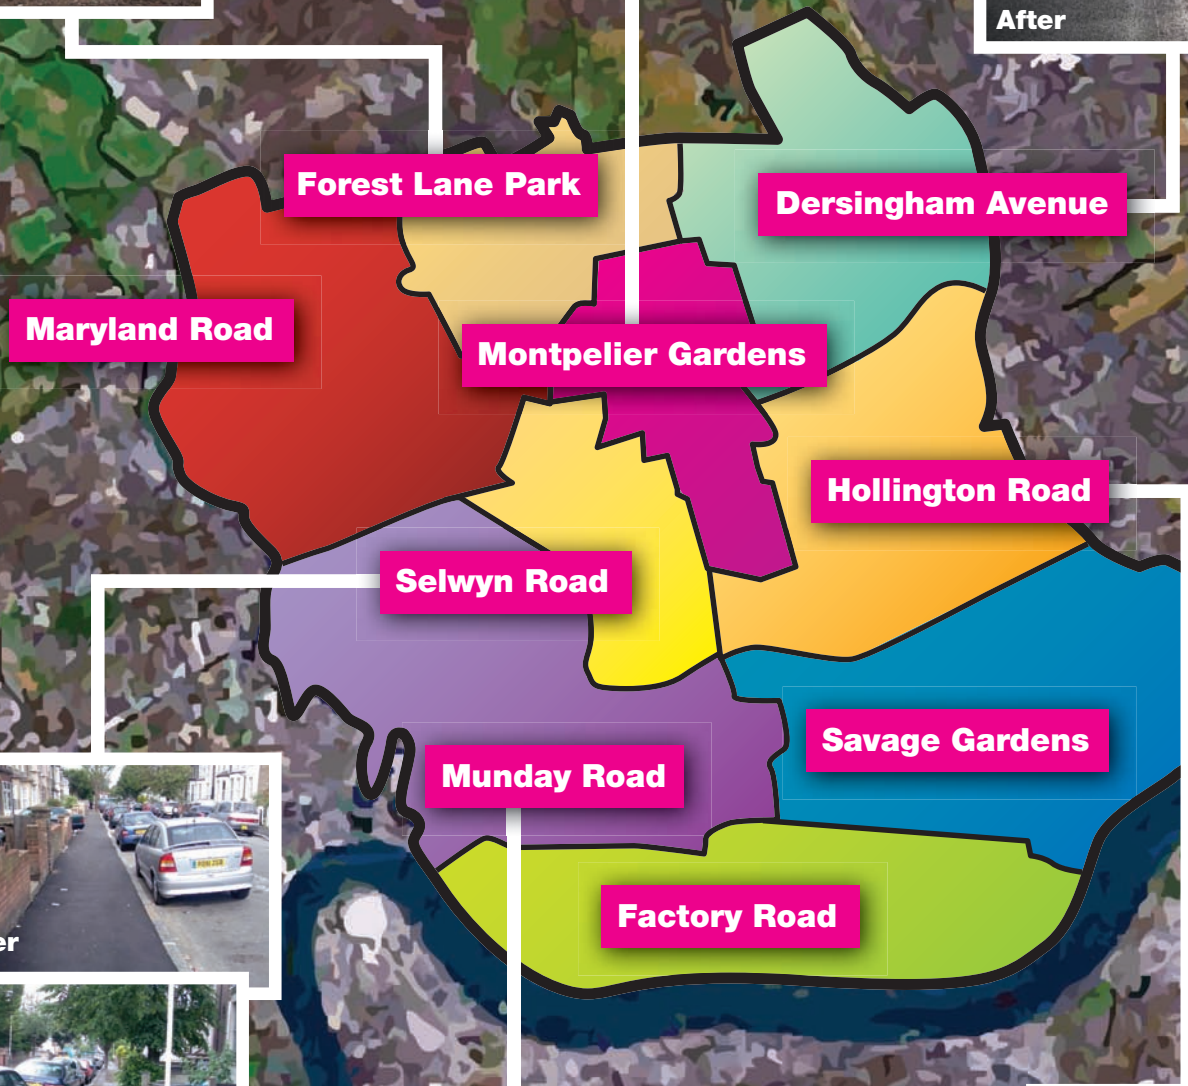 After
Forest Lane Park
Dersingham Avenue
Maryland Road
Montpelier Gardens
Hollington Road
Selwyn Road
Savage Gardens
Munday Road
Factory Road
er